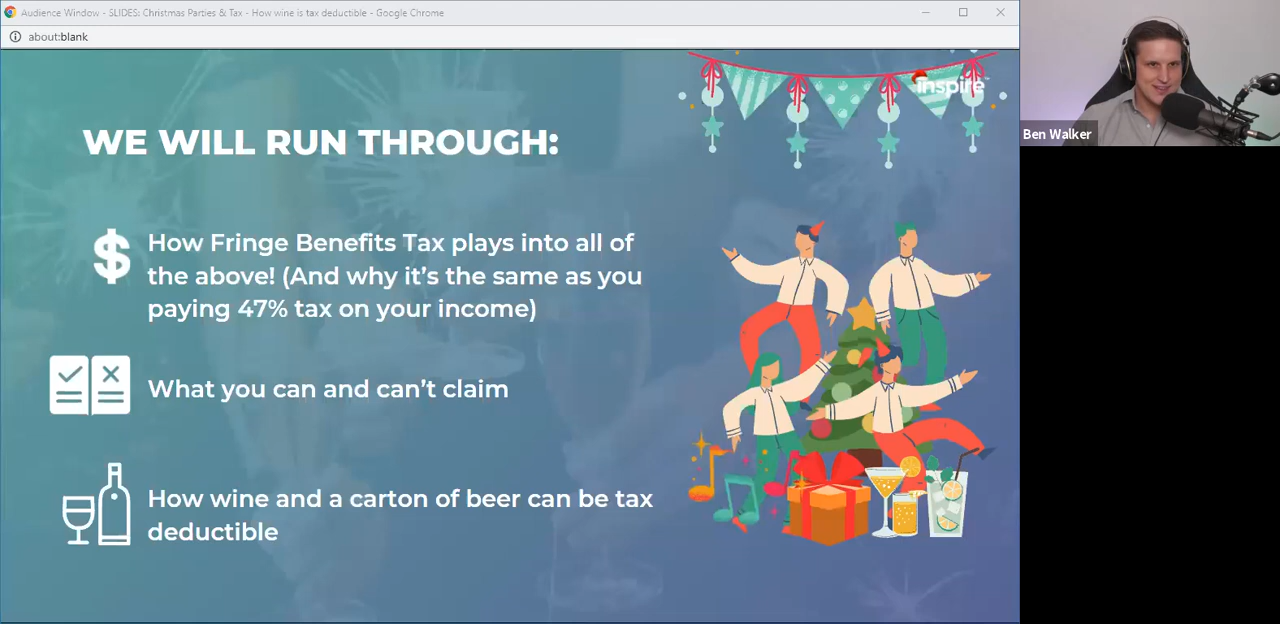 Audience Window - SLIDES: Christmas Parties & Tax - How wine is tax deductible - Google Chrome
about:blank
inspire
WE WILL RUN THROUGH:
How Fringe Benefits Tax plays into all of
the above! (And why it's the same as you
paying 47% tax on your income)
What you can and can't claim
How wine and a carton of beer can be tax
deductible
Ben Walker